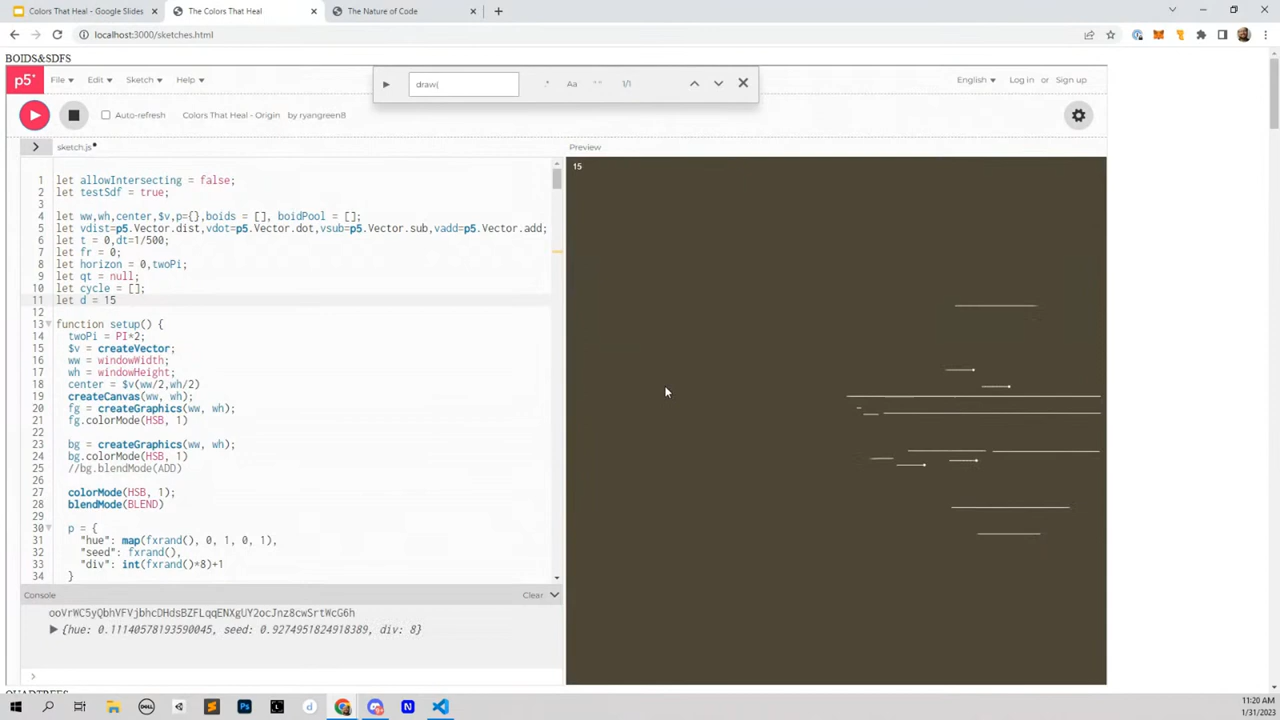 Colors That Heal - Google Slides
The Colors That Heal
The Nature of Code
localhost:3000/sketches.html
BOIDS&SDFS
p5*
File
Edit
Sketch
Help
draw(
.*
Aa
1/1
English
Log in or Sign up
Auto-refresh
Colors That Heal - Origin by ryangreen8
sketch.js
Preview
15
1 let allowIntersecting = false;
2 let testSdf = true;
3
4 let ww,wh,center,$v,p={},boids = [], boidPool = [];
5 let vdist=p5.Vector.dist,vdot=p5.Vector.dot,vsub=p5.Vector.sub,vadd=p5.Vector.add;
6 let t = 0,dt=1/500;
7 let fr = 0;
8 let horizon = 0,twoPi;
9 let qt = null;
10 let cycle = [];
11 let d = 15
12
13 function setup() {
14 twoPi = PI*2;
15 $v = createVector;
16 ww = windowWidth;
17 wh = windowHeight;
18 center = $v(ww/2,wh/2)
19 createCanvas(ww, wh);
20 fg = createGraphics(ww, wh);
21 fg.colorMode(HSB, 1)
22
23 bg = createGraphics(ww, wh);
24 bg.colorMode(HSB, 1)
25 //bg.blendMode(ADD)
26
27 colorMode(HSB, 1);
28 blendMode(BLEND)
29
30 p = {
31 "hue": map(fxrand(), 0, 1, 0, 1),
32 "seed": fxrand(),
33 "div": int(fxrand()*8)+1
34 }
Console
Clear
ooVrWC5yQbhVFVjbhcDHdsBZFLqqENXgUY2ocJnz8cwSrtWcG6h
{hue: 0.11140578193590045, seed: 0.9274951824918389, div: 8}
QUADTREES
11:20 AM
1/31/2023